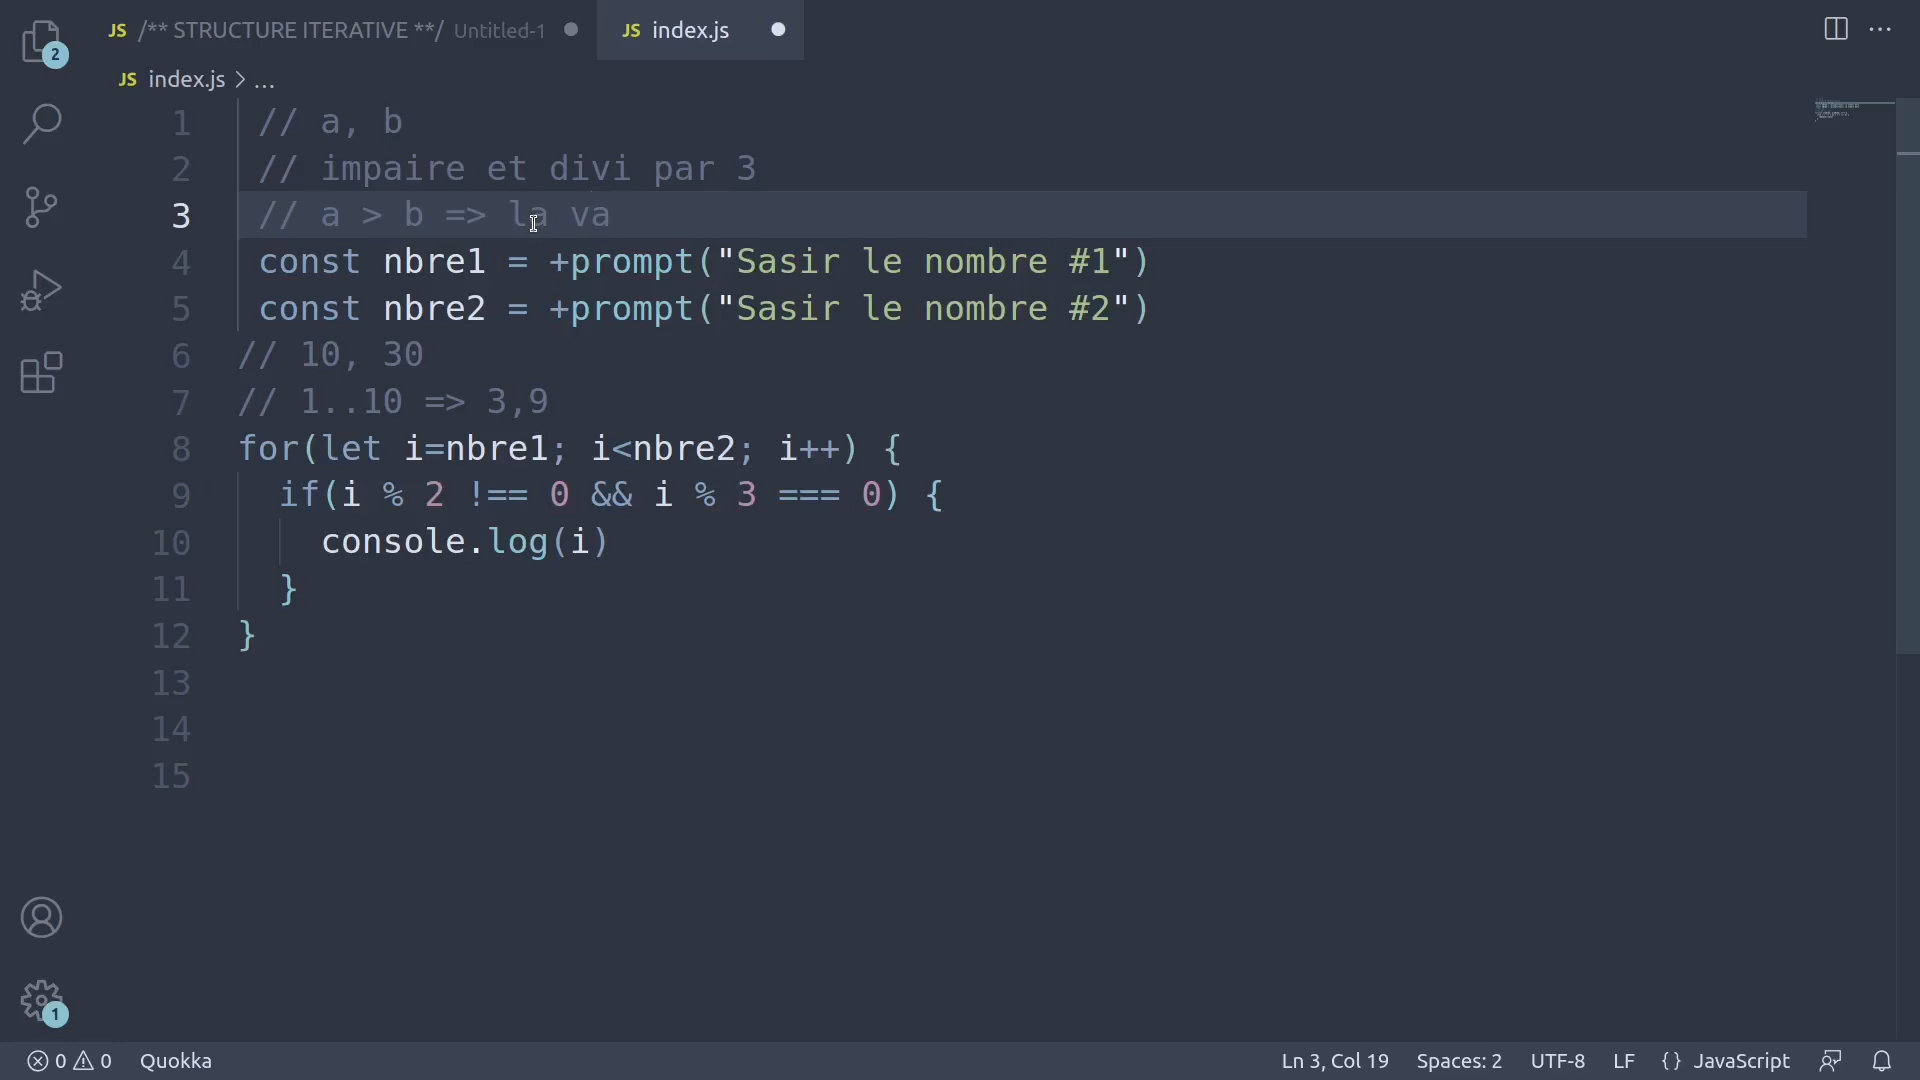 JS /** STRUCTURE ITERATIVE **/ Untitled-1 JS index.js
2
JS index.js > ...
1 // a, b
2 // impaire et divi par 3
3 // a > b => la va
4 const nbre1 = +prompt("Sasir le nombre #1")
5 const nbre2 = +prompt("Sasir le nombre #2")
6 // 10, 30
7 // 1..10 => 3,9
8 for(let i=nbre1; i<nbre2; i++) {
9 if(i % 2 !== 0 && i % 3 === 0) {
10 console.log(i)
11 }
12 }
13
14
15
1
0 0 Quokka Ln 3, Col 19 Spaces: 2 UTF-8 LF {} JavaScript